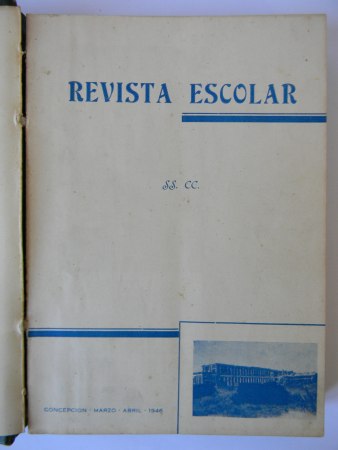 REVISTA ESCOLAR
SS. CC.
CONCEPCION - MARZO - ABRIL - 1946